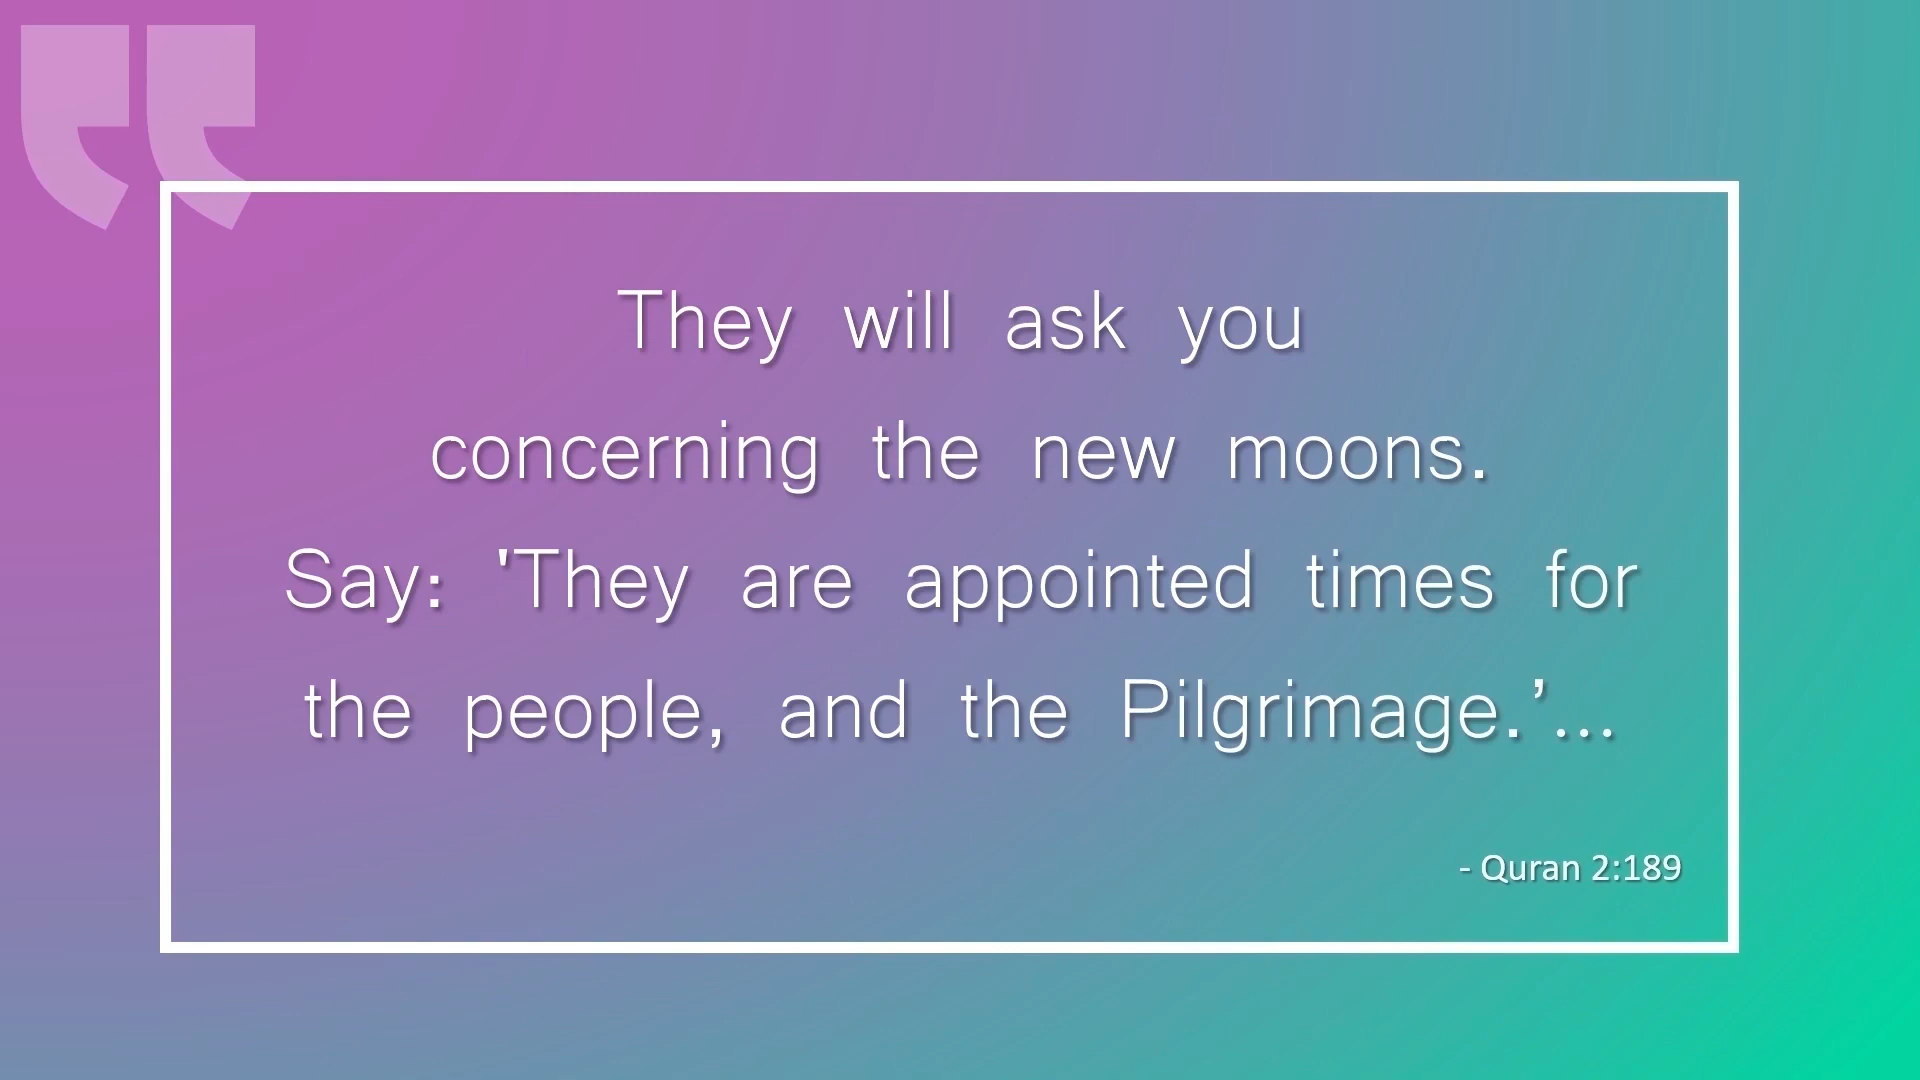 They will ask you
concerning the new moons.
Say: 'They are appointed times for
the people, and the Pilgrimage.’...
- Quran 2:189